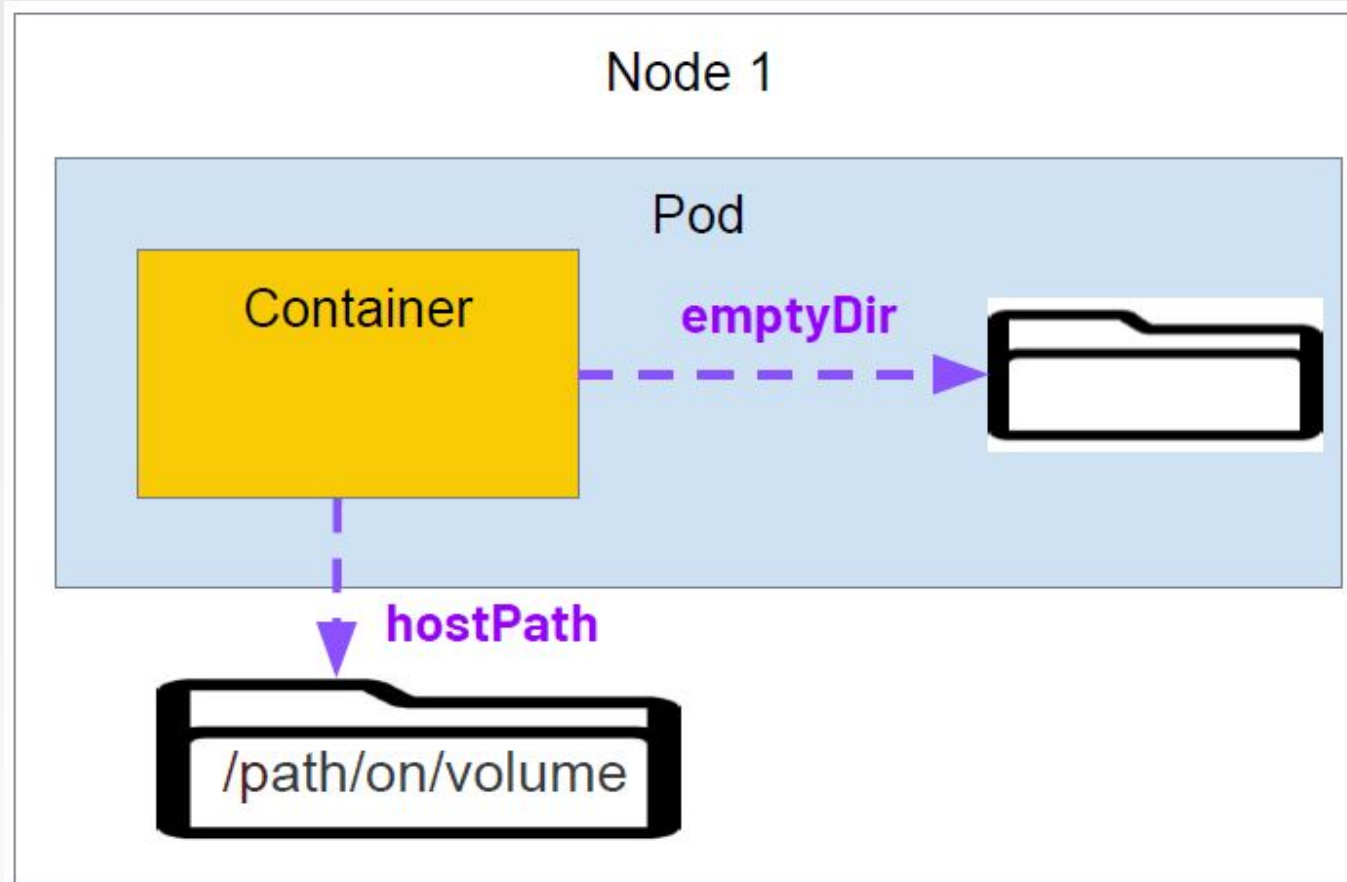 Node 1
Pod
Container
emptyDir
hostPath
/path/on/volume